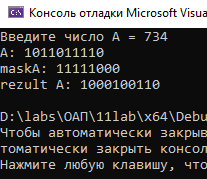 Консоль отладки Microsoft Visua
Введите число A = 734
A: 1011011110
maskA: 11111000
rezult A: 1000100110
D:\labs\ОАП\11lab\x64\Debu
Чтобы автоматически закрыв
томатически закрыть консол
Нажмите любую клавишу, что